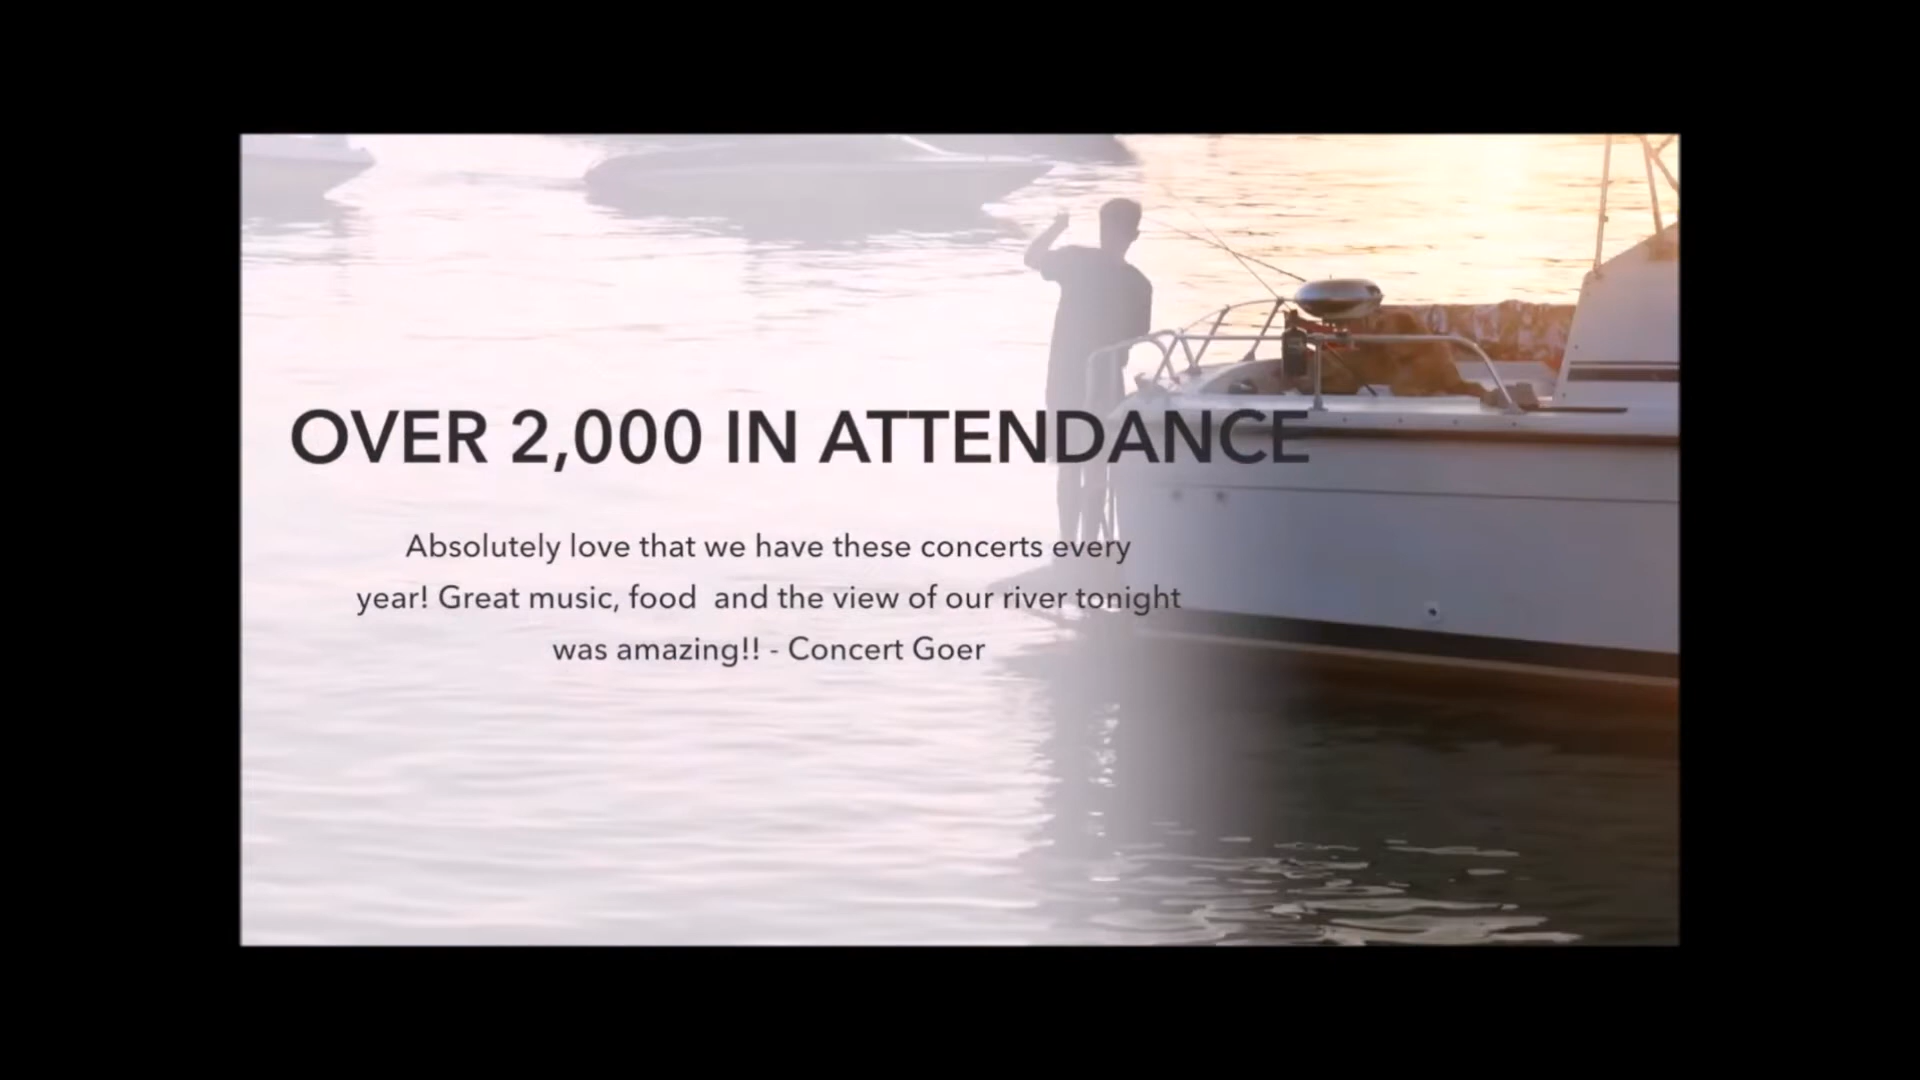 OVER 2,000 IN ATTENDANCE
Absolutely love that we have these concerts every
year! Great music, food  and the view of our river tonight
was amazing!! - Concert Goer